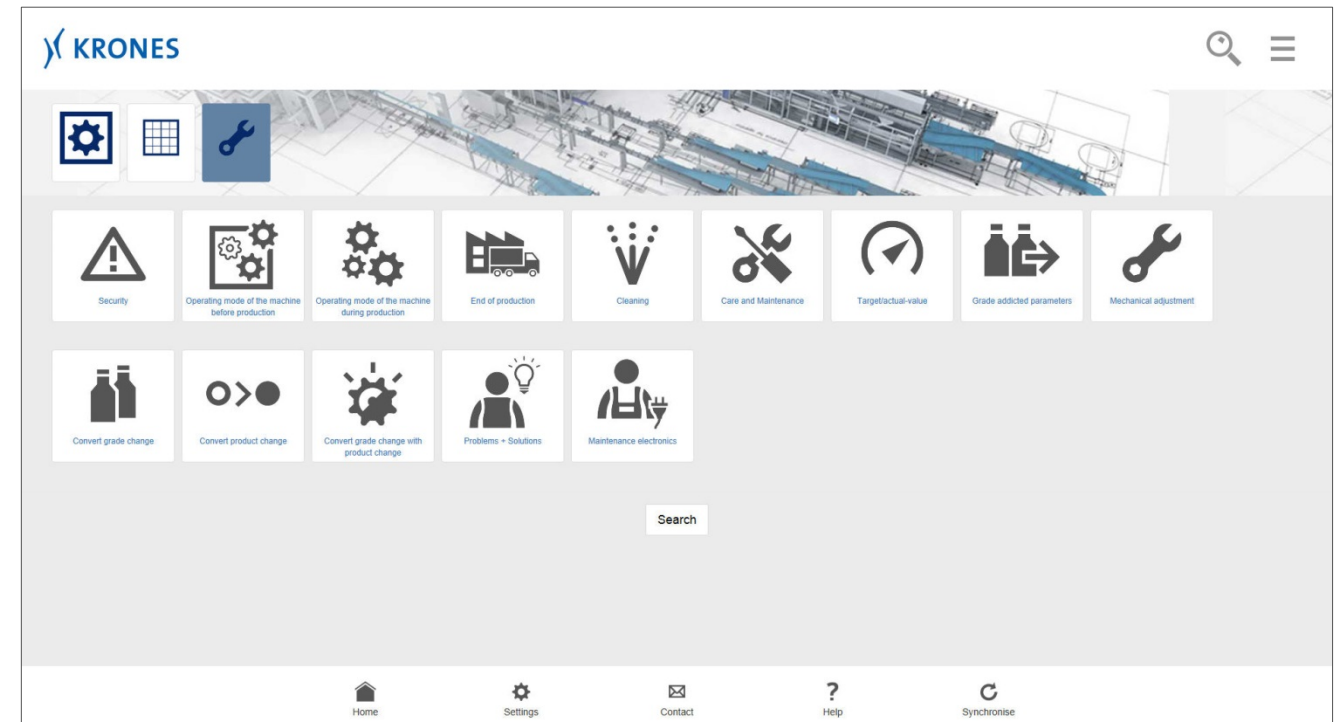 KRONES
Security
Operating mode of the machine
before production
Operating mode of the machine
during production
End of production
Cleaning
Care and Maintenance
Target/actual-value
Grade addicted parameters
Mechanical adjustment
Convert grade change
Convert product change
Convert grade change with
product change
Problems + Solutions
Maintenance electronics
Search
Home
Settings
Contact
Help
Synchronise